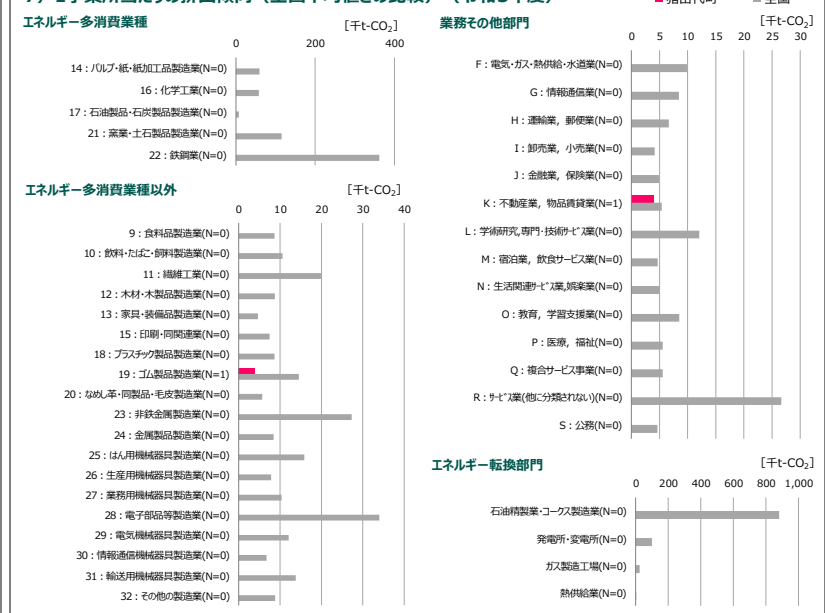 エネルギー多消費業種
[千t-CO₂]
0 200 400
14：パルプ・紙・紙加工品製造業(N=0)
16：化学工業(N=0)
17：石油製品・石炭製品製造業(N=0)
21：窯業・土石製品製造業(N=0)
22：鉄鋼業(N=0)
エネルギー多消費業種以外
[千t-CO₂]
0 10 20 30 40
9：食料品製造業(N=0)
10：飲料・たばこ・飼料製造業(N=0)
11：繊維工業(N=0)
12：木材・木製品製造業(N=0)
13：家具・装備品製造業(N=0)
15：印刷・同関連業(N=0)
18：プラスチック製品製造業(N=0)
19：ゴム製品製造業(N=1)
20：なめし革・同製品・毛皮製造業(N=0)
23：非鉄金属製造業(N=0)
24：金属製品製造業(N=0)
25：はん用機械器具製造業(N=0)
26：生産用機械器具製造業(N=0)
27：業務用機械器具製造業(N=0)
28：電子部品等製造業(N=0)
29：電気機械器具製造業(N=0)
30：情報通信機械器具製造業(N=0)
31：輸送用機械器具製造業(N=0)
32：その他の製造業(N=0)
業務その他部門
[千t-CO₂]
0 5 10 15 20 25 30
F：電気・ガス・熱供給・水道業(N=0)
G：情報通信業(N=0)
H：運輸業，郵便業(N=0)
I：卸売業，小売業(N=0)
J：金融業，保険業(N=0)
K：不動産業，物品賃貸業(N=1)
L：学術研究,専門・技術サービス業(N=0)
M：宿泊業，飲食サービス業(N=0)
N：生活関連サービス業,娯楽業(N=0)
O：教育，学習支援業(N=0)
P：医療，福祉(N=0)
Q：複合サービス事業(N=0)
R：サービス業(他に分類されない)(N=0)
S：公務(N=0)
エネルギー転換部門
[千t-CO₂]
0 200 400 600 800 1,000
石油精製業・コークス製造業(N=0)
発電所・変電所(N=0)
ガス製造工場(N=0)
熱供給業(N=0)